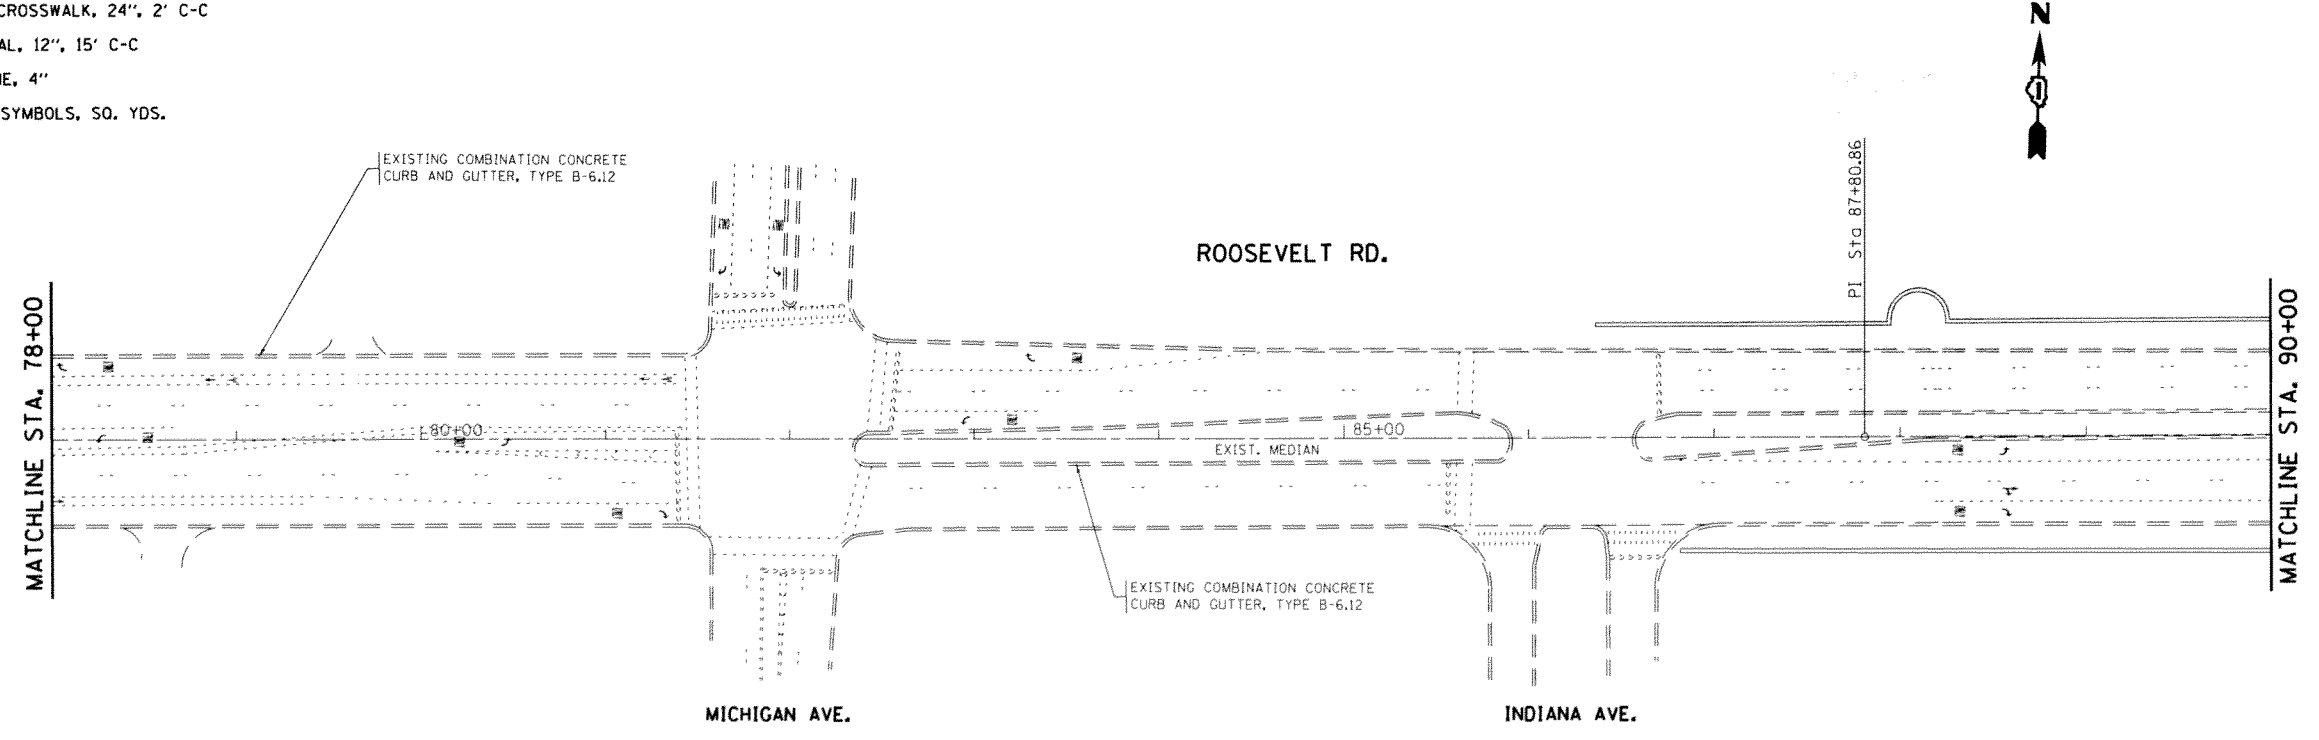 CROSSWALK, 24", 2' C-C
AL, 12", 15' C-C
NE, 4"
SYMBOLS, SQ. YDS.
N
EXISTING COMBINATION CONCRETE
CURB AND GUTTER, TYPE B-6.12
ROOSEVELT RD.
PI Sta 87+80.86
MATCHLINE STA. 78+00
80+00
85+00
EXIST. MEDIAN
MATCHLINE STA. 90+00
EXISTING COMBINATION CONCRETE
CURB AND GUTTER, TYPE B-6.12
MICHIGAN AVE.
INDIANA AVE.